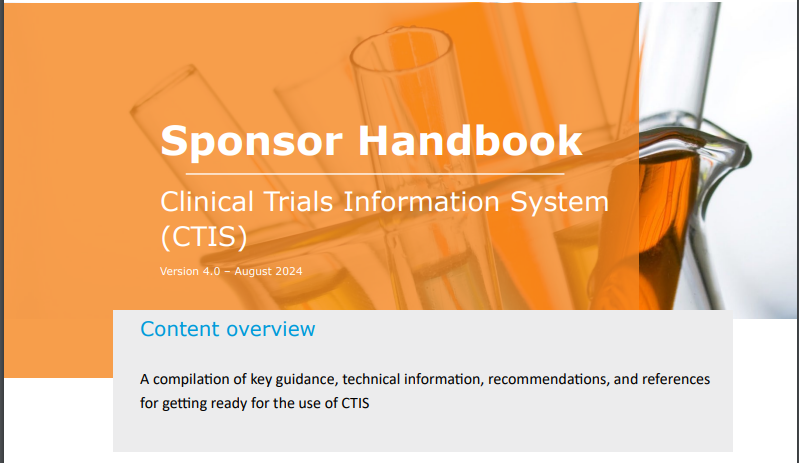 Sponsor Handbook
Clinical Trials Information System
(CTIS)
Version 4.0 – August 2024
Content overview
A compilation of key guidance, technical information, recommendations, and references
for getting ready for the use of CTIS